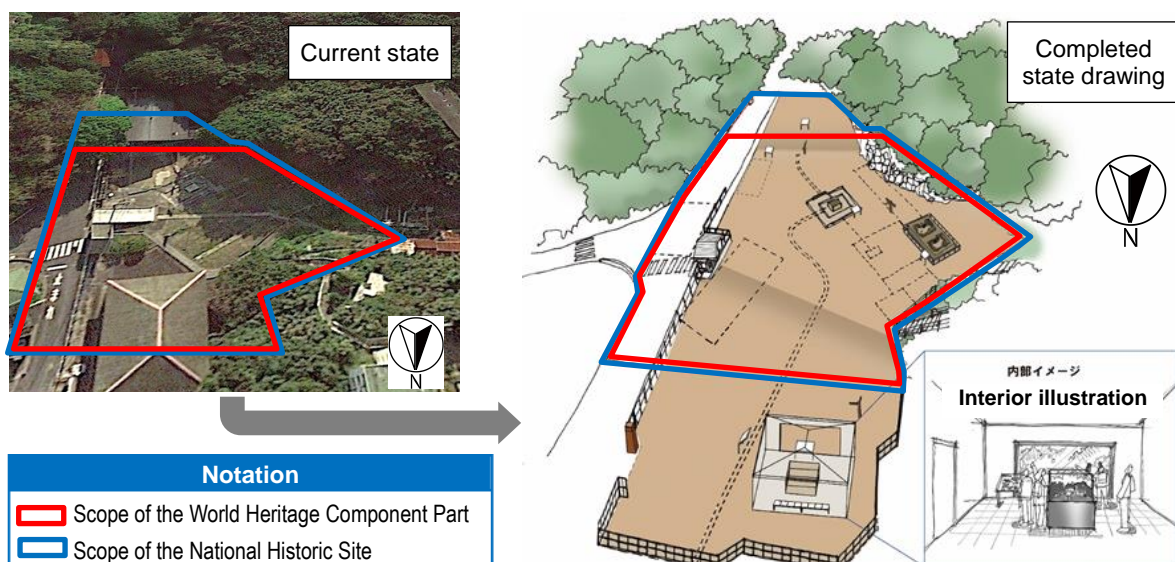 Current state
N
Completed
state drawing
N
内部イメージ
Interior illustration
Notation
Scope of the World Heritage Component Part
Scope of the National Historic Site